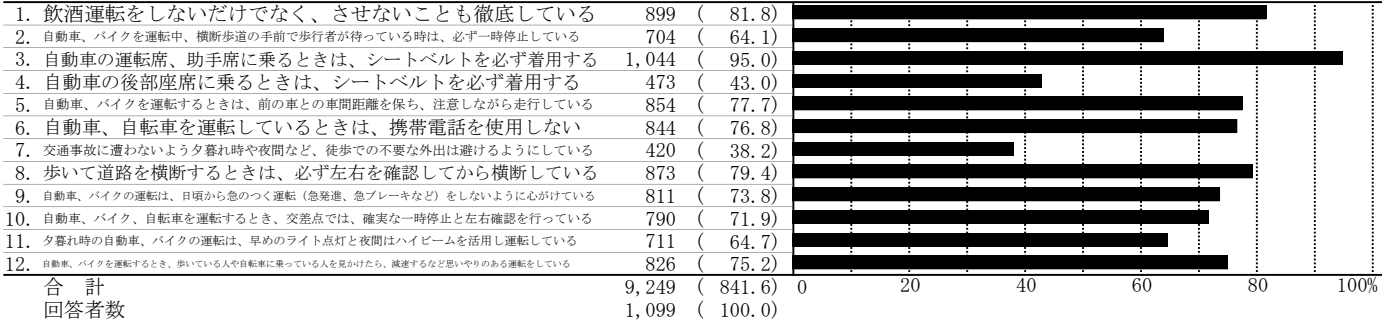 1. 飲酒運転をしないだけでなく、させないことも徹底している 899 ( 81.8)
2. 自動車、バイクを運転中、横断歩道の手前で歩行者が待っている時は、必ず一時停止している 704 ( 64.1)
3. 自動車の運転席、助手席に乗るときは、シートベルトを必ず着用する 1,044 ( 95.0)
4. 自動車の後部座席に乗るときは、シートベルトを必ず着用する 473 ( 43.0)
5. 自動車、バイクを運転するときは、前の車との車間距離を保ち、注意しながら走行している 854 ( 77.7)
6. 自動車、自転車を運転しているときは、携帯電話を使用しない 844 ( 76.8)
7. 交通事故に遭わないよう夕暮れ時や夜間など、徒歩での不要な外出は避けるようにしている 420 ( 38.2)
8. 歩いて道路を横断するときは、必ず左右を確認してから横断している 873 ( 79.4)
9. 自動車、バイクの運転は、日頃から急のつく運転（急発進、急ブレーキなど）をしないように心がけている 811 ( 73.8)
10. 自動車、バイク、自転車を運転するとき、交差点では、確実な一時停止と左右確認を行っている 790 ( 71.9)
11. 夕暮れ時の自動車、バイクの運転は、早めのライト点灯と夜間はハイビームを活用し運転している 711 ( 64.7)
12. 自動車、バイクを運転するとき、歩いている人や自転車に乗っている人を見かけたら、減速するなど思いやりのある運転をしている 826 ( 75.2)
合 計 9,249 ( 841.6) 0 20 40 60 80 100%
回答者数 1,099 ( 100.0)